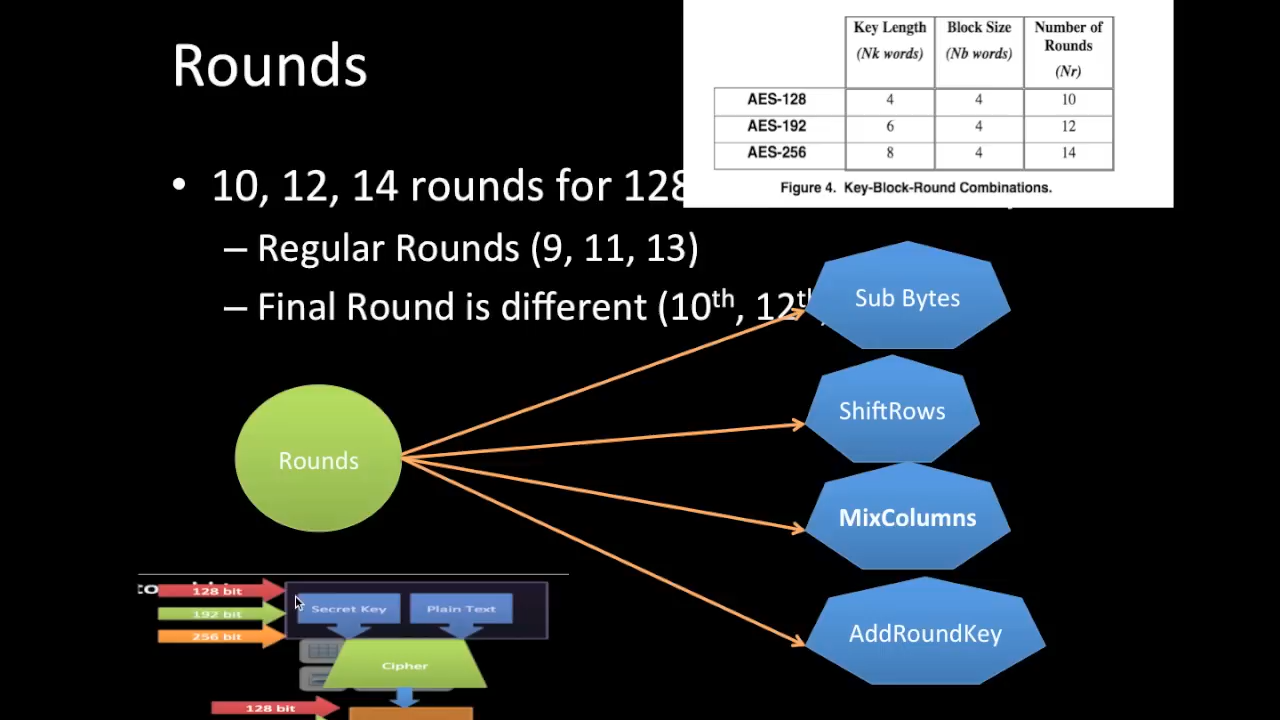 Rounds
Key Length
(Nk words)
Block Size
(Nb words)
Number of
Rounds
(Nr)
AES-128 4 4 10
AES-192 6 4 12
AES-256 8 4 14
Figure 4. Key-Block-Round Combinations.
• 10, 12, 14 rounds for 128
– Regular Rounds (9, 11, 13)
– Final Round is different (10th, 12th
Sub Bytes
ShiftRows
MixColumns
AddRoundKey
Rounds
128 bit
192 bit
256 bit
Secret Key
Plain Text
Cipher
128 bit